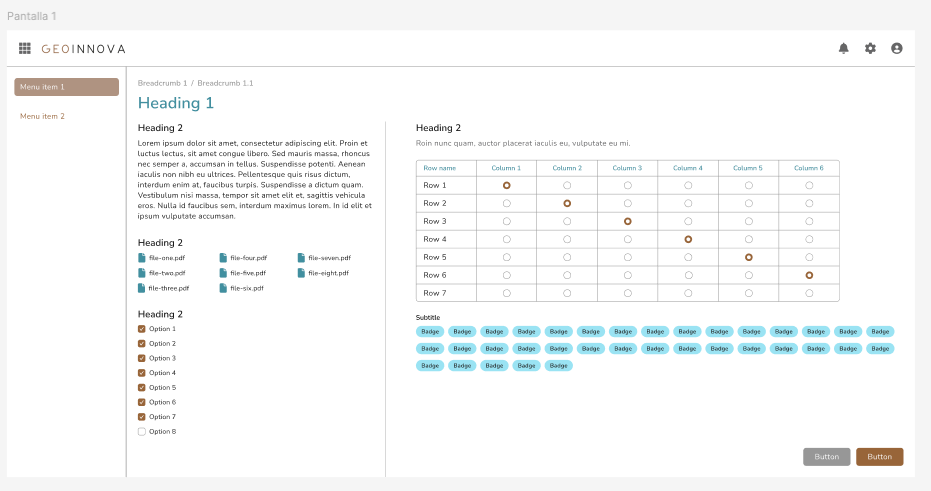 Pantalla 1
GEOINNOVA
Menu item 1
Menu item 2
Breadcrumb 1 / Breadcrumb 1.1
Heading 1
Heading 2
Lorem ipsum dolor sit amet, consectetur adipiscing elit. Proin et
luctus lectus, sit amet congue libero. Sed mauris massa, rhoncus
nec semper a, accumsan in tellus. Suspendisse potenti. Aenean
iaculis non nibh eu ultrices. Pellentesque quis risus dictum,
interdum enim at, faucibus turpis. Suspendisse a dictum quam.
Vestibulum nisi massa, tempor sit amet elit et, sagittis vehicula
eros. Nulla id faucibus sem, interdum maximus lorem. In id elit et
ipsum vulputate accumsan.
Heading 2
file-one.pdf file-four.pdf file-seven.pdf
file-two.pdf file-five.pdf file-eight.pdf
file-three.pdf file-six.pdf
Heading 2
Option 1
Option 2
Option 3
Option 4
Option 5
Option 6
Option 7
Option 8
Heading 2
Roin nunc quam, auctor placerat iaculis eu, vulputate eu mi.
Row name Column 1 Column 2 Column 3 Column 4 Column 5 Column 6
Row 1
Row 2
Row 3
Row 4
Row 5
Row 6
Row 7
Subtitle
Badge Badge Badge Badge Badge Badge Badge Badge Badge Badge Badge Badge Badge Badge Badge
Badge Badge Badge Badge Badge Badge Badge Badge Badge Badge Badge Badge Badge Badge Badge
Badge Badge Badge Badge Badge
Button Button